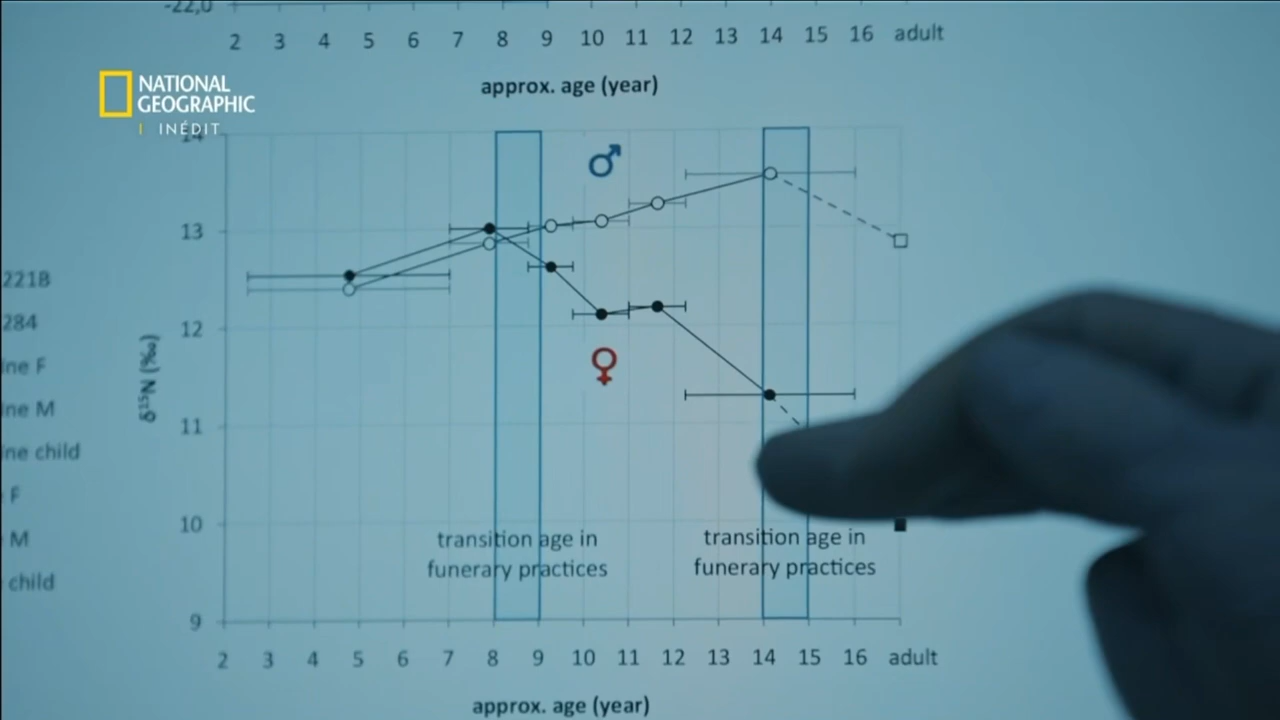 -22,0
2 3 4 5 6 7 8 9 10 11 12 13 14 15 16 adult
approx. age (year)
NATIONAL
GEOGRAPHIC
INÉDIT
14
13
12
11
10
9
δ¹⁵N (‰)
221B
284
ine F
ine M
ine child
F
M
child
♂
♀
transition age in
funerary practices
transition age in
funerary practices
2 3 4 5 6 7 8 9 10 11 12 13 14 15 16 adult
approx. age (year)